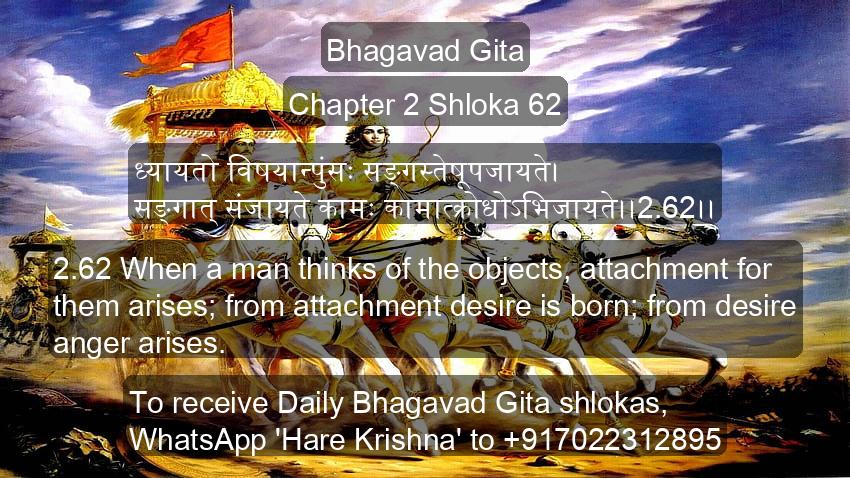 Bhagavad Gita
Chapter 2 Shloka 62
ध्यायतो विषयान्पुंसः सङ्गस्तेषूपजायते।
सङ्गात् संजायते कामः कामात्क्रोधोऽभिजायते।।2.62।।
2.62 When a man thinks of the objects, attachment for
them arises; from attachment desire is born; from desire
anger arises.
To receive Daily Bhagavad Gita shlokas,
WhatsApp 'Hare Krishna' to +917022312895